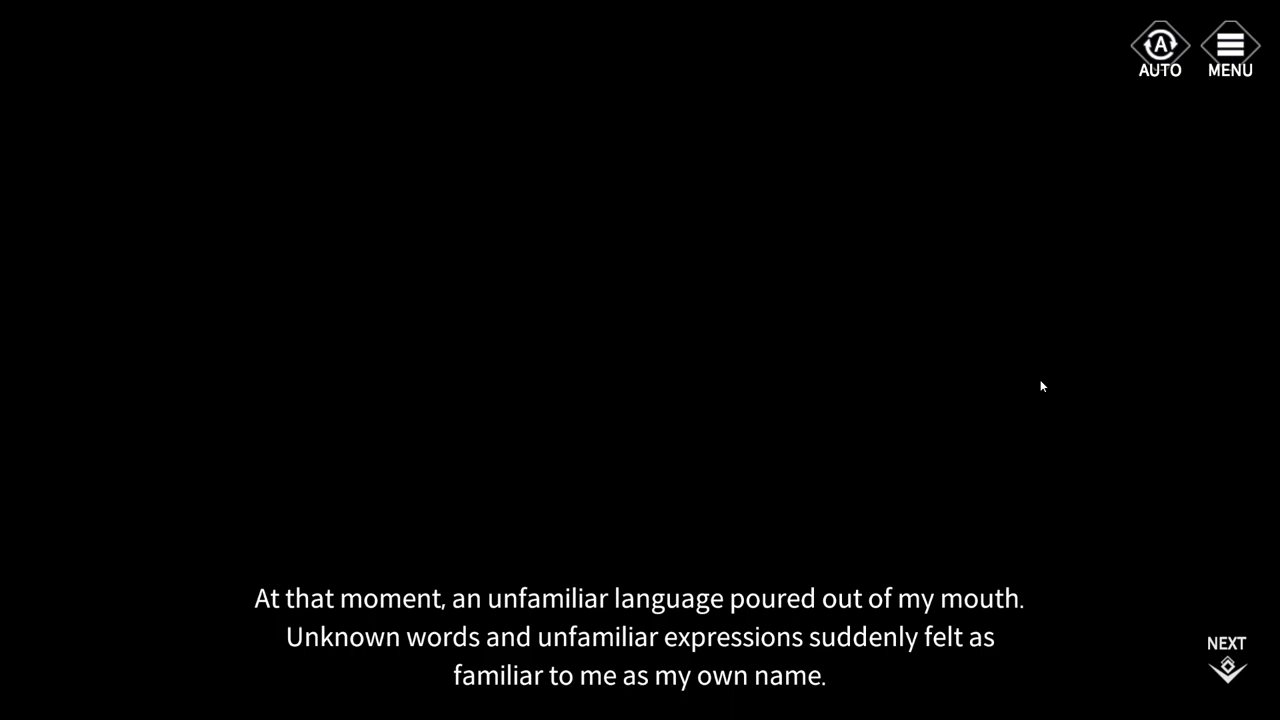 A
AUTO
MENU
At that moment, an unfamiliar language poured out of my mouth.
Unknown words and unfamiliar expressions suddenly felt as
familiar to me as my own name.
NEXT